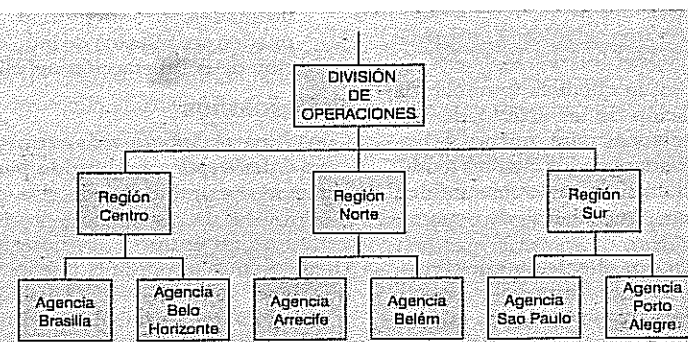 DIVISIÓN
DE
OPERACIONES
Región
Centro
Región
Norte
Región
Sur
Agencia
Brasilia
Agencia
Belo
Horizonte
Agencia
Arrecife
Agencia
Belém
Agencia
Sao Paulo
Agencia
Porto
Alegre